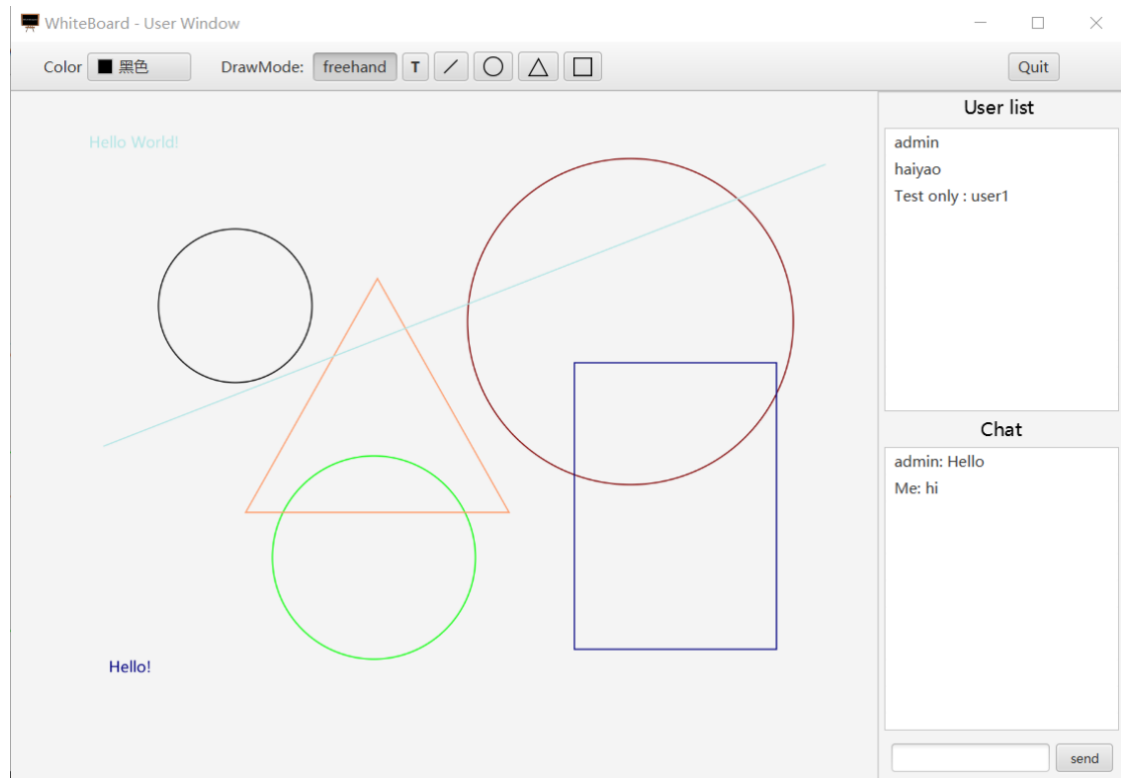 WhiteBoard - User Window
Color 黑色 DrawMode: freehand T Quit
Hello World!
Hello!
User list
admin
haiyao
Test only : user1
Chat
admin: Hello
Me: hi
send